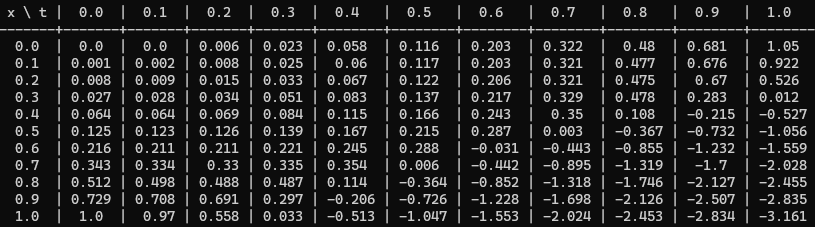 x \ t | 0.0 | 0.1 | 0.2 | 0.3 | 0.4 | 0.5 | 0.6 | 0.7 | 0.8 | 0.9 | 1.0
0.0 | 0.0 | 0.0 | 0.006 | 0.023 | 0.058 | 0.116 | 0.203 | 0.322 | 0.48 | 0.681 | 1.05
0.1 | 0.001 | 0.002 | 0.008 | 0.025 | 0.06 | 0.117 | 0.203 | 0.321 | 0.477 | 0.676 | 0.922
0.2 | 0.008 | 0.009 | 0.015 | 0.033 | 0.067 | 0.122 | 0.206 | 0.321 | 0.475 | 0.67 | 0.526
0.3 | 0.027 | 0.028 | 0.034 | 0.051 | 0.083 | 0.137 | 0.217 | 0.329 | 0.478 | 0.283 | 0.012
0.4 | 0.064 | 0.064 | 0.069 | 0.084 | 0.115 | 0.166 | 0.243 | 0.35 | 0.108 | -0.215 | -0.527
0.5 | 0.125 | 0.123 | 0.126 | 0.139 | 0.167 | 0.215 | 0.287 | 0.003 | -0.367 | -0.732 | -1.056
0.6 | 0.216 | 0.211 | 0.211 | 0.221 | 0.245 | 0.288 | -0.031 | -0.443 | -0.855 | -1.232 | -1.559
0.7 | 0.343 | 0.334 | 0.33 | 0.335 | 0.354 | 0.006 | -0.442 | -0.895 | -1.319 | -1.7 | -2.028
0.8 | 0.512 | 0.498 | 0.488 | 0.487 | 0.114 | -0.364 | -0.852 | -1.318 | -1.746 | -2.127 | -2.455
0.9 | 0.729 | 0.708 | 0.691 | 0.297 | -0.206 | -0.726 | -1.228 | -1.698 | -2.126 | -2.507 | -2.835
1.0 | 1.0 | 0.97 | 0.558 | 0.033 | -0.513 | -1.047 | -1.553 | -2.024 | -2.453 | -2.834 | -3.161